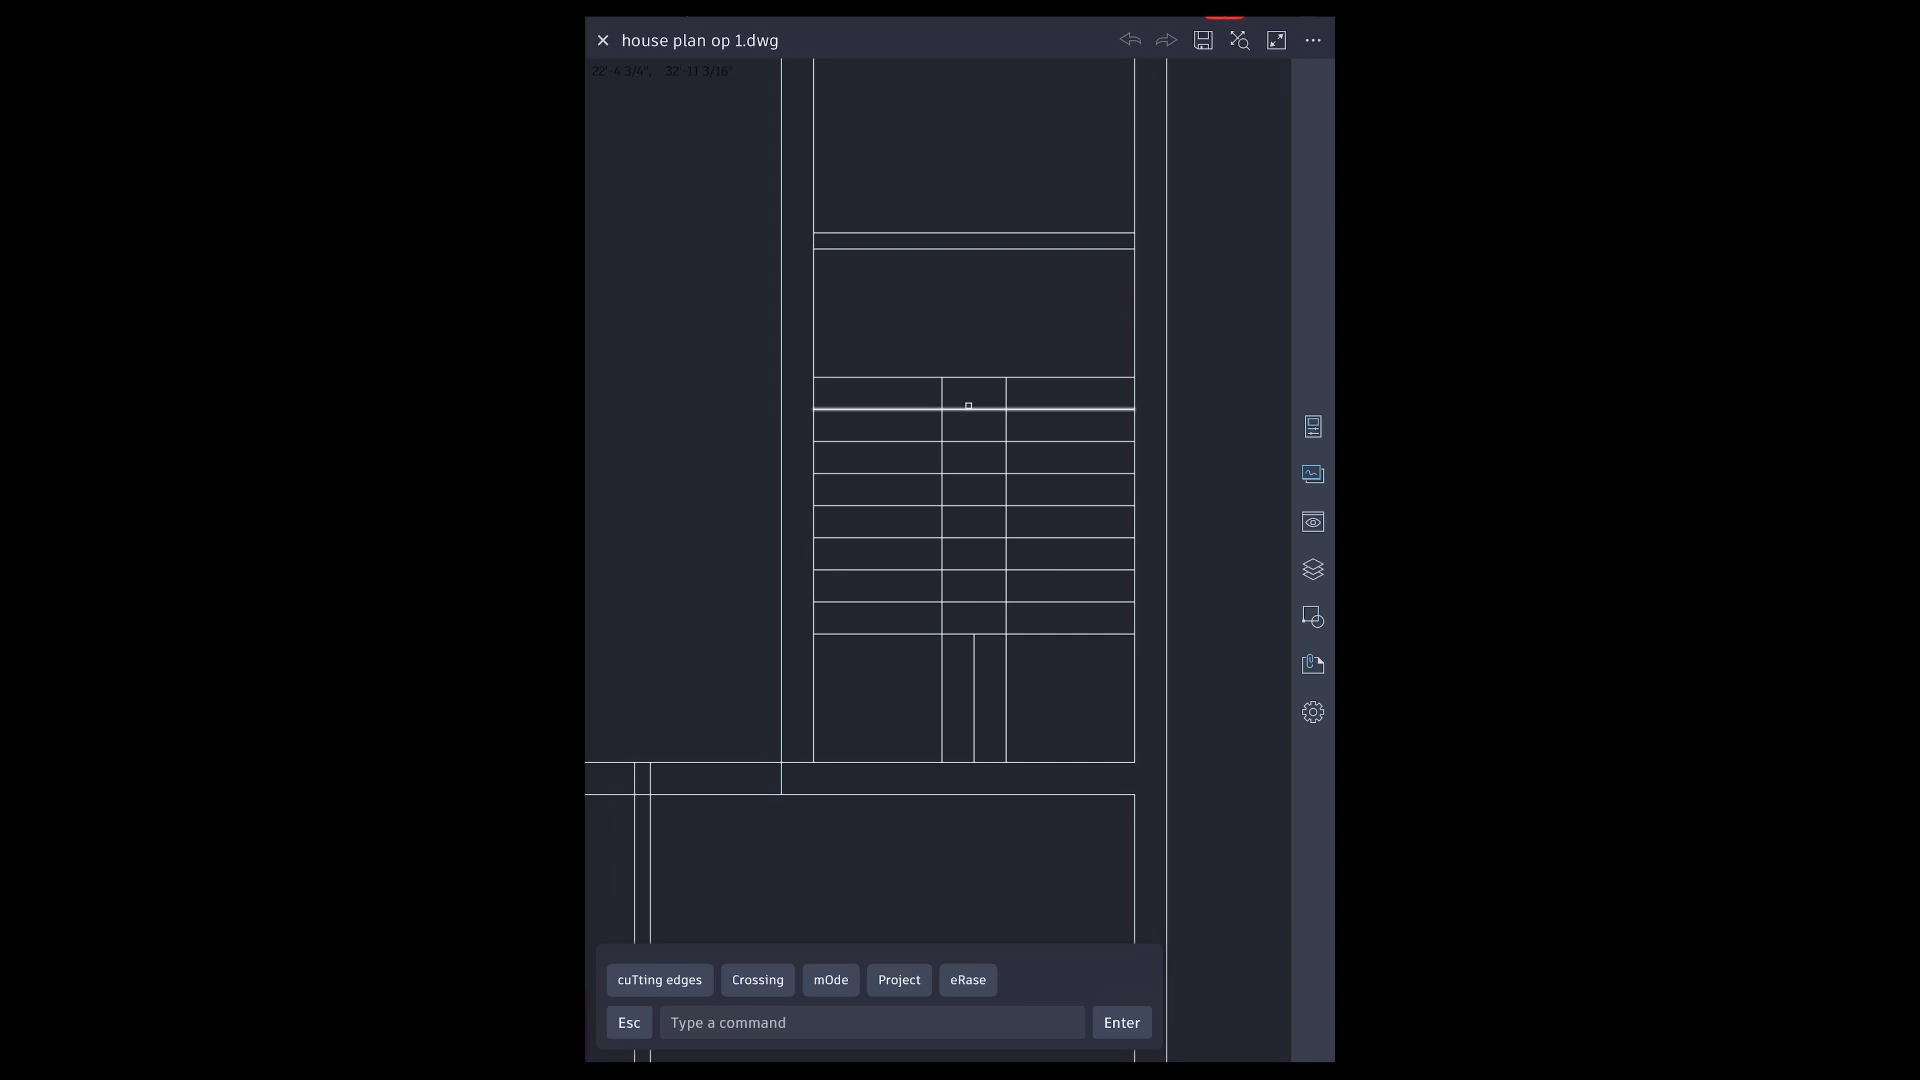 house plan op 1.dwg
22'-4 3/4", 32'-11 3/16"
cuTting edges Crossing mOde Project eRase
Esc Type a command Enter